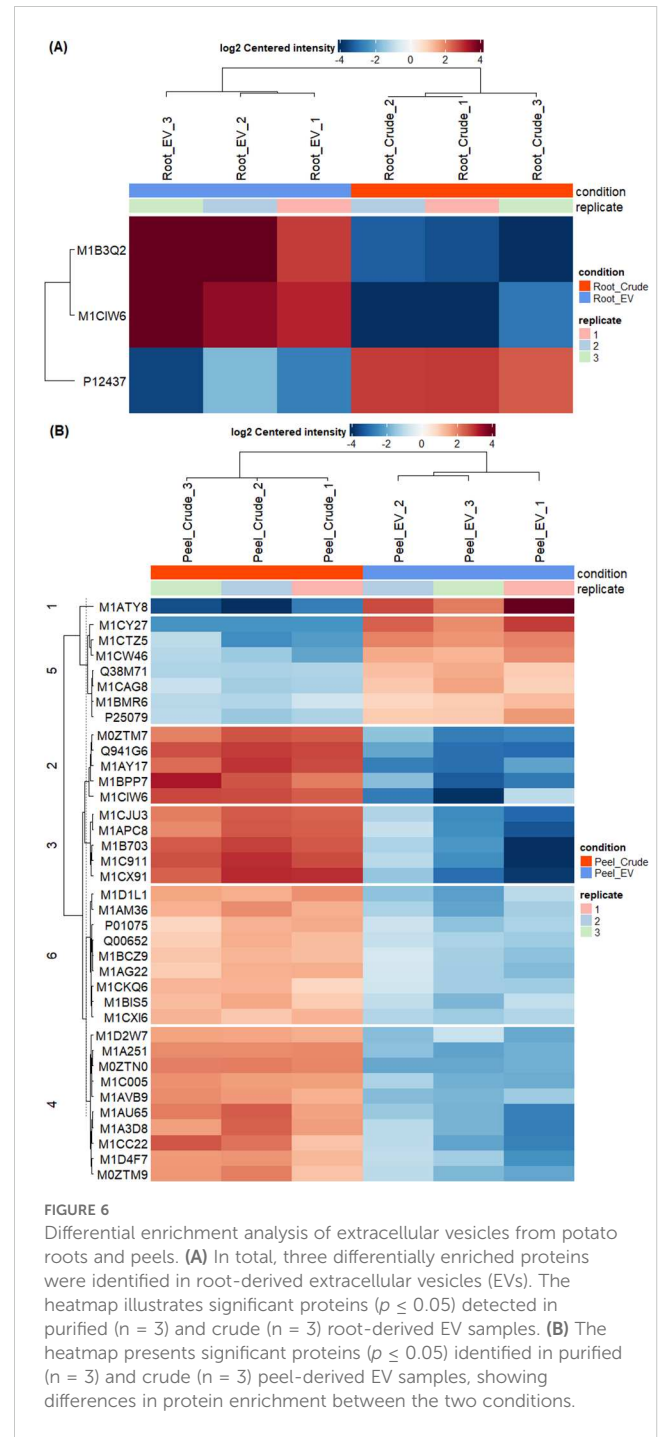 (A)
log2 Centered intensity
-4 -2 0 2 4
Root_EV_3
Root_EV_2
Root_EV_1
Root_Crude_2
Root_Crude_1
Root_Crude_3
condition
replicate
M1B3Q2
M1CIW6
P12437
condition
Root_Crude
Root_EV
replicate
1
2
3
(B)
log2 Centered intensity
-4 -2 0 2 4
Peel_Crude_3
Peel_Crude_2
Peel_Crude_1
Peel_EV_2
Peel_EV_3
Peel_EV_1
condition
replicate
1
M1ATY8
5
M1CY27
M1CTZ5
M1CW46
Q38M71
M1CAG8
M1BMR6
P25079
2
M0ZTM7
Q941G6
M1AY17
M1BPP7
M1CIW6
3
M1CJU3
M1APC8
M1B703
M1C911
M1CX91
6
M1D1L1
M1AM36
P01075
Q00652
M1BCZ9
M1AG22
M1CKQ6
M1BIS5
M1CXI6
4
M1D2W7
M1A251
M0ZTN0
M1C005
M1AVB9
M1AU65
M1A3D8
M1CC22
M1D4F7
M0ZTM9
condition
Peel_Crude
Peel_EV
replicate
1
2
3
FIGURE 6
Differential enrichment analysis of extracellular vesicles from potato
roots and peels. (A) In total, three differentially enriched proteins
were identified in root-derived extracellular vesicles (EVs). The
heatmap illustrates significant proteins (p ≤ 0.05) detected in
purified (n = 3) and crude (n = 3) root-derived EV samples. (B) The
heatmap presents significant proteins (p ≤ 0.05) identified in purified
(n = 3) and crude (n = 3) peel-derived EV samples, showing
differences in protein enrichment between the two conditions.